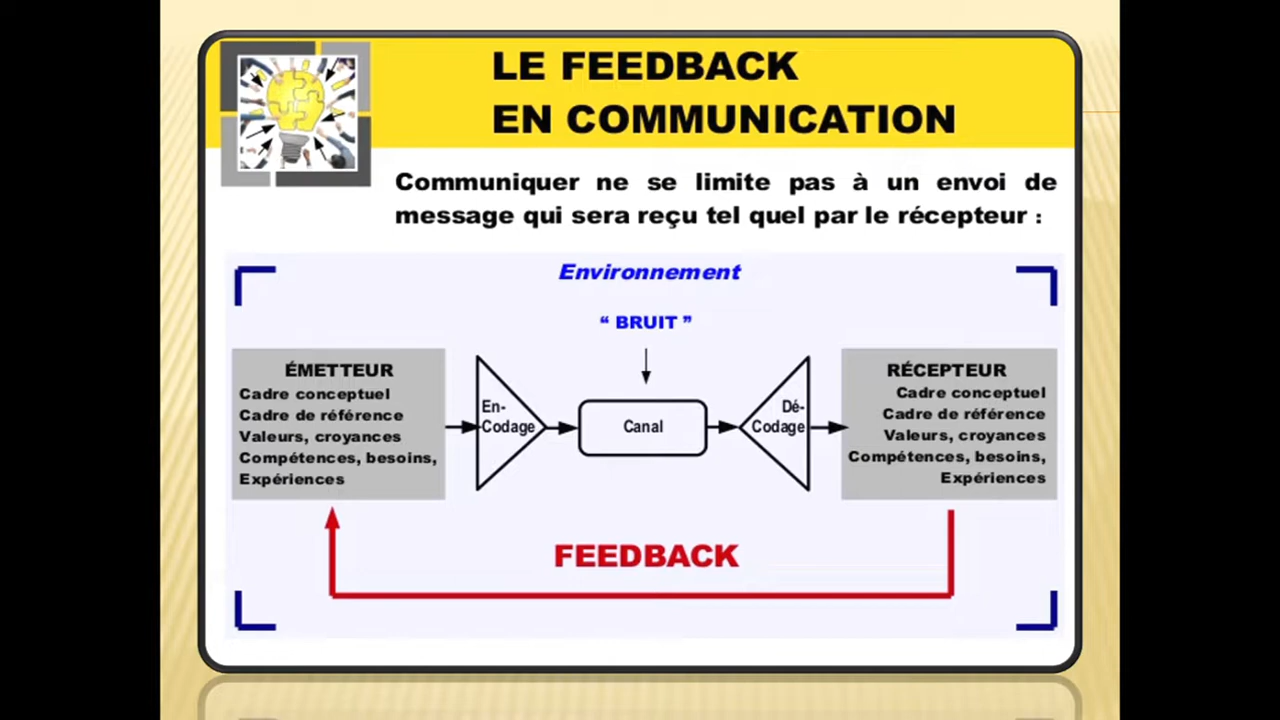 LE FEEDBACK
EN COMMUNICATION
Communiquer ne se limite pas à un envoi de
message qui sera reçu tel quel par le récepteur :
Environnement
“ BRUIT ”
ÉMETTEUR
Cadre conceptuel
Cadre de référence
Valeurs, croyances
Compétences, besoins,
Expériences
En-
Codage
Canal
Dé-
Codage
RÉCEPTEUR
Cadre conceptuel
Cadre de référence
Valeurs, croyances
Compétences, besoins,
Expériences
FEEDBACK